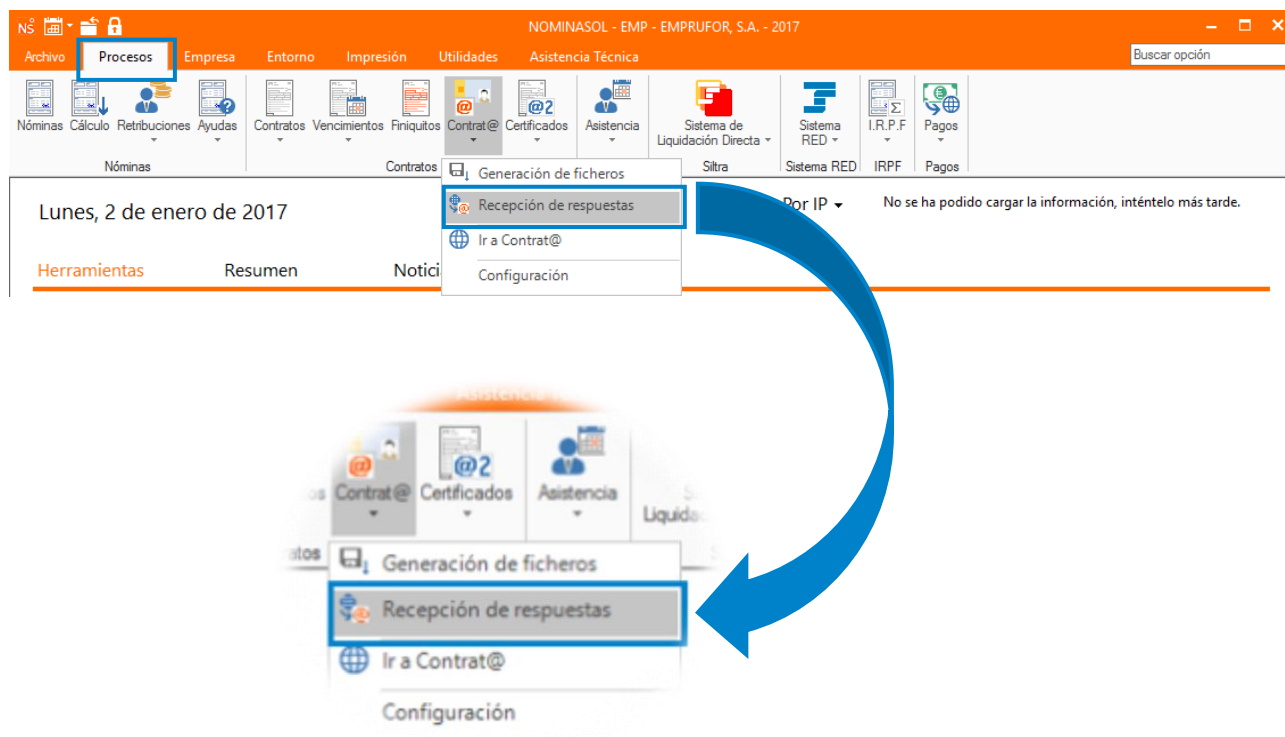 NS NOMINASOL - EMP - EMPRUFOR, S.A. - 2017
Archivo Procesos Empresa Entorno Impresión Utilidades Asistencia Técnica Buscar opción
Nóminas Cálculo Retribuciones Ayudas Contratos Vencimientos Finiquitos Contrat@ Certificados Asistencia Sistema de Liquidación Directa Sistema RED I.R.P.F Pagos
Nóminas Contratos Siltra Sistema RED IRPF Pagos
Generación de ficheros
Recepción de respuestas
Ir a Contrat@
Configuración
Lunes, 2 de enero de 2017 Por IP No se ha podido cargar la información, inténtelo más tarde.
Herramientas Resumen Notici
Asistencia
Contrat@ Certificados Asistencia
Liquida
atos
Generación de ficheros
Recepción de respuestas
Ir a Contrat@
Configuración